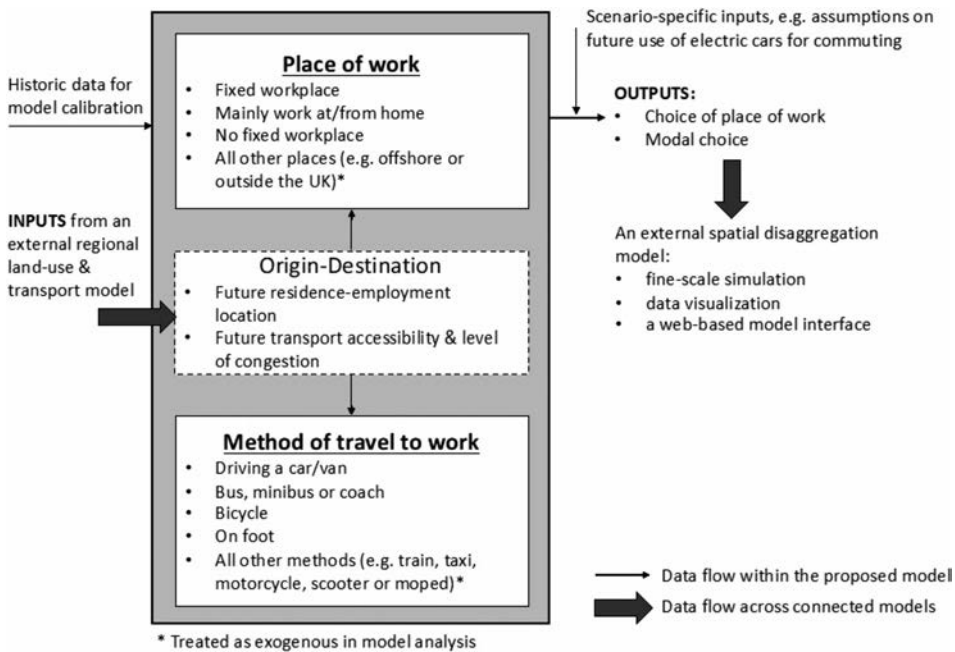 Historic data for
model calibration
INPUTS from an
external regional
land-use &
transport model
Place of work
• Fixed workplace
• Mainly work at/from home
• No fixed workplace
• All other places (e.g. offshore or
outside the UK)*
Origin-Destination
• Future residence-employment
location
• Future transport accessibility & level
of congestion
Method of travel to work
• Driving a car/van
• Bus, minibus or coach
• Bicycle
• On foot
• All other methods (e.g. train, taxi,
motorcycle, scooter or moped)*
* Treated as exogenous in model analysis
Scenario-specific inputs, e.g. assumptions on
future use of electric cars for commuting
OUTPUTS:
• Choice of place of work
• Modal choice
An external spatial disaggregation
model:
• fine-scale simulation
• data visualization
• a web-based model interface
Data flow within the proposed model
Data flow across connected models